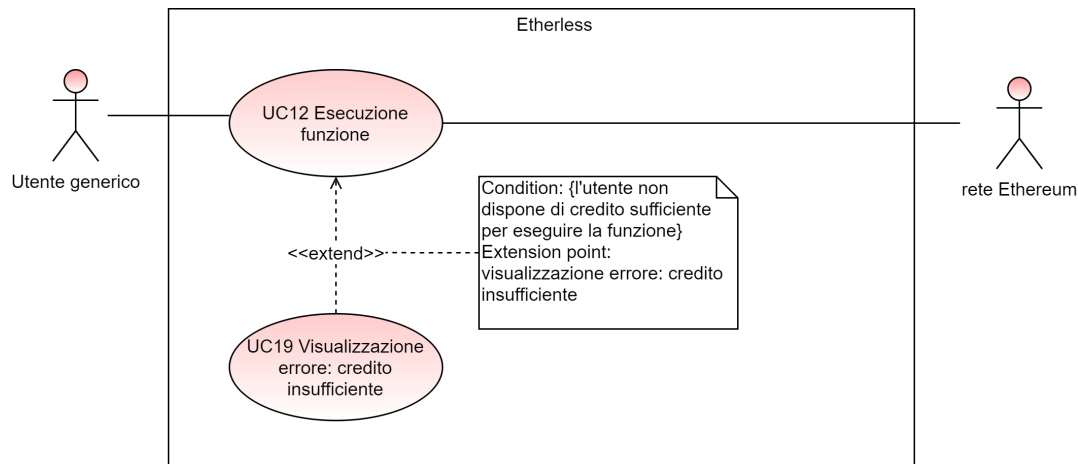 Etherless
UC12 Esecuzione
funzione
Utente generico
rete Ethereum
Condition: {l'utente non
dispone di credito sufficiente
per eseguire la funzione}
Extension point:
visualizzazione errore: credito
insufficiente
<<extend>>
UC19 Visualizzazione
errore: credito
insufficiente